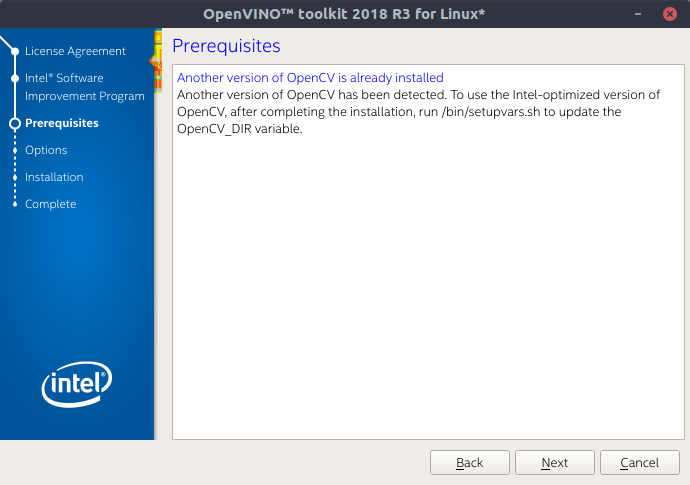 OpenVINO™ toolkit 2018 R3 for Linux*
License Agreement
Intel® Software
Improvement Program
Prerequisites
Options
Installation
Complete
intel
Prerequisites
Another version of OpenCV is already installed
Another version of OpenCV has been detected. To use the Intel-optimized version of
OpenCV, after completing the installation, run /bin/setupvars.sh to update the
OpenCV_DIR variable.
Back
Next
Cancel